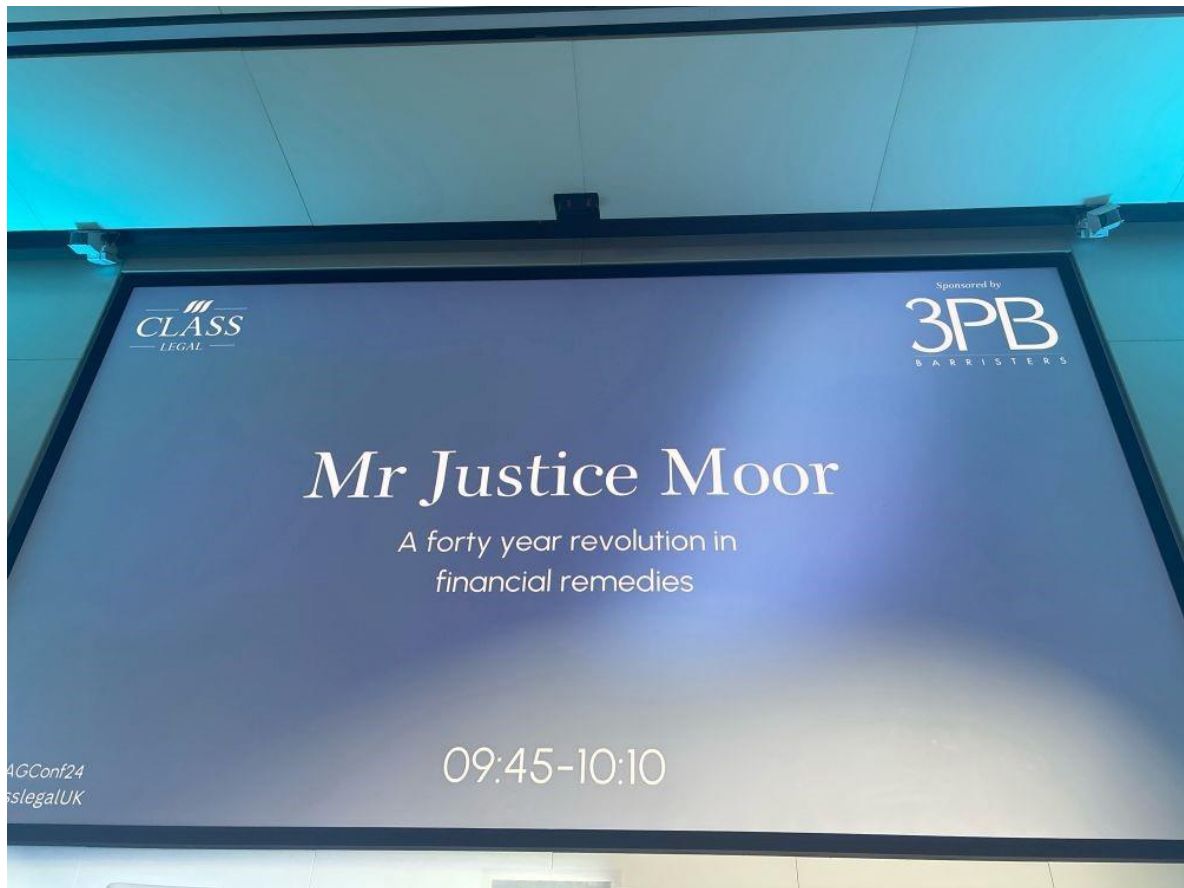 CLASS
LEGAL
Sponsored by
3PB
BARRISTERS
Mr Justice Moor
A forty year revolution in
financial remedies
09:45-10:10
AGConf24
sslegalUK